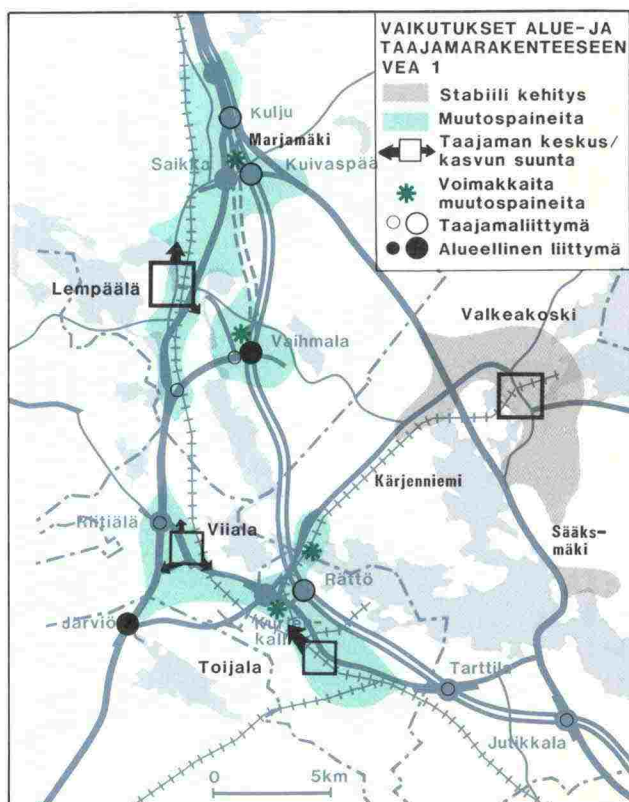 VAIKUTUKSET ALUE-JA
TAAJAMARAKENTEESEEN
VEA 1
Stabiili kehitys
Muutospaineita
Taajaman keskus/
kasvun suunta
Voimakkaita
muutospaineita
Taajamaliittymä
Alueellinen liittymä
Kulju
Marjamäki
Saikka
Kuivaspää
Lempäälä
Valkeakoski
Vaihmala
Kärjenniemi
Viiala
Sääks-
mäki
Rättö
Järviö
Toijala
Tarttila
Jutikkala
0 5km